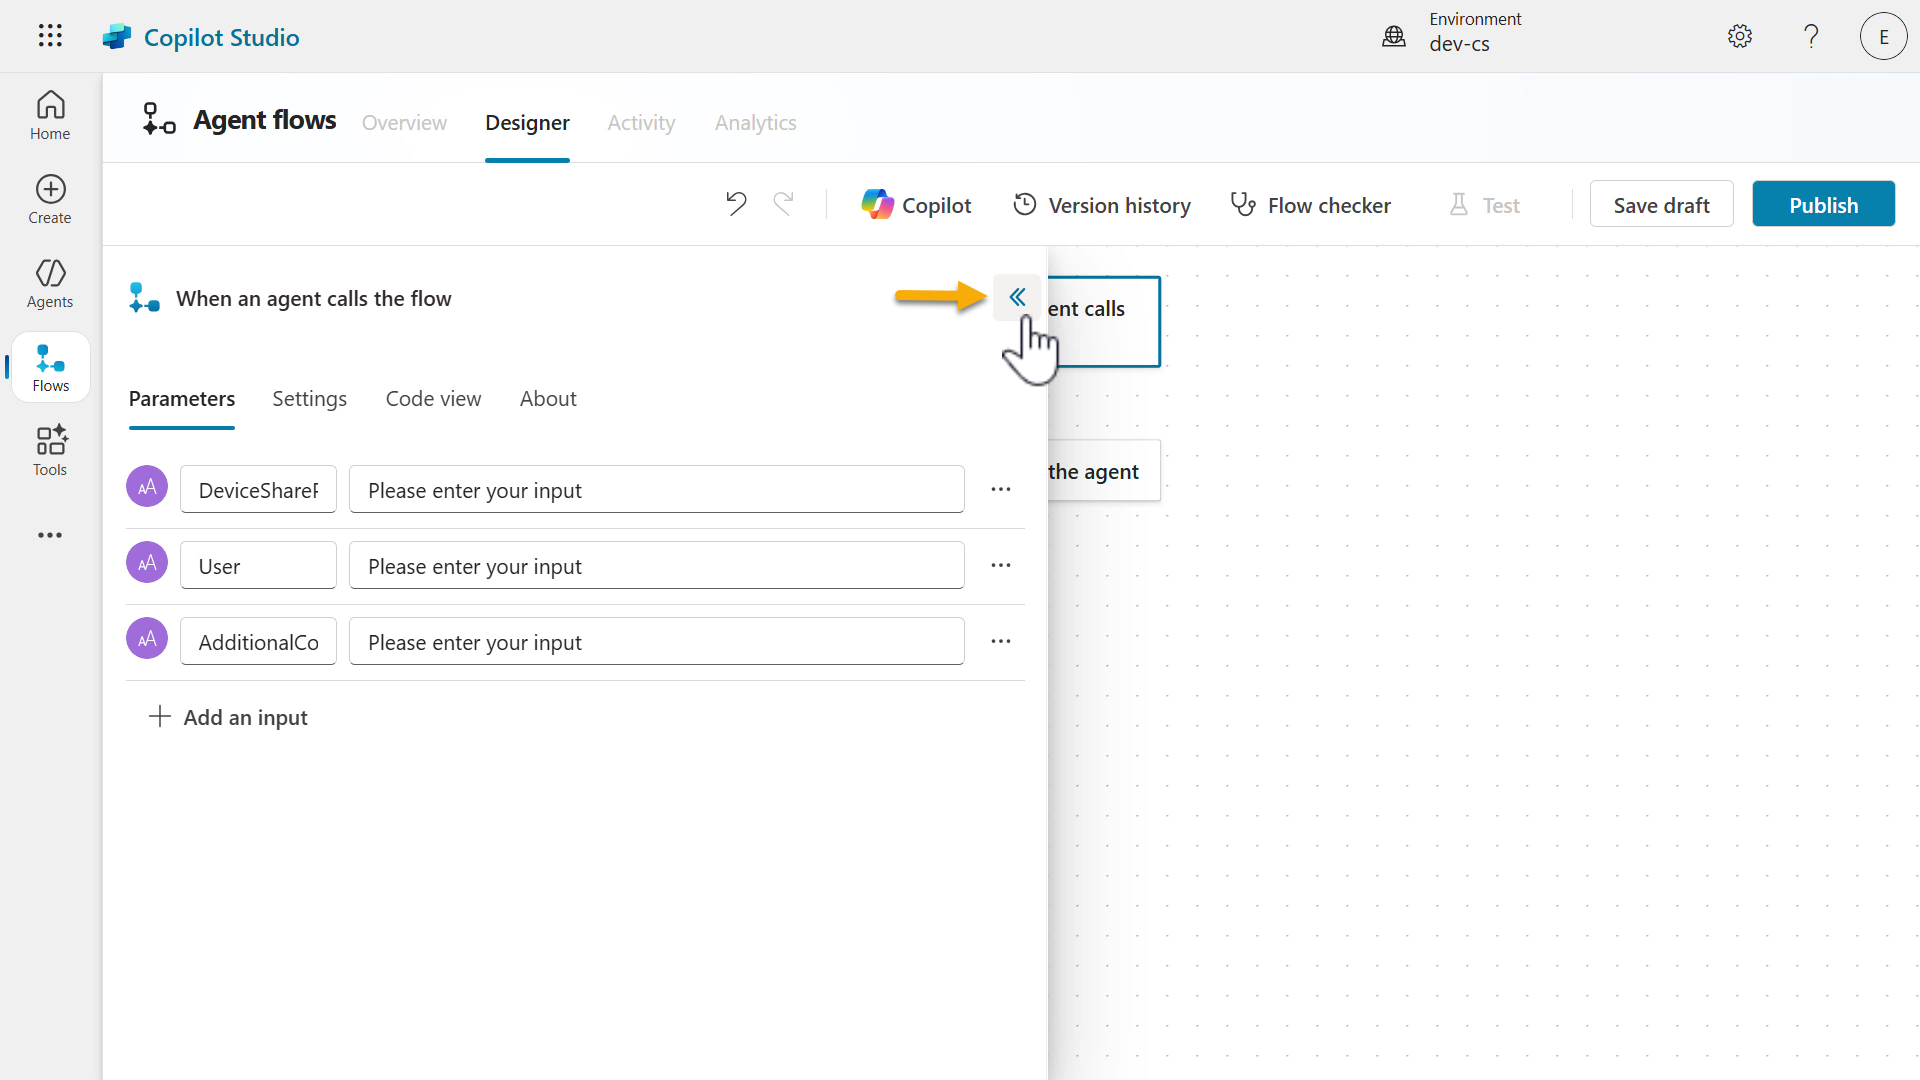 Copilot Studio
Environment
dev-cs
?
E
Home
Create
Agents
Flows
Tools
Agent flows
Overview
Designer
Activity
Analytics
Copilot
Version history
Flow checker
Test
Save draft
Publish
When an agent calls the flow
Parameters
Settings
Code view
About
AA
DeviceShareP
Please enter your input
AA
User
Please enter your input
AA
AdditionalCo
Please enter your input
Add an input
ent calls
the agent